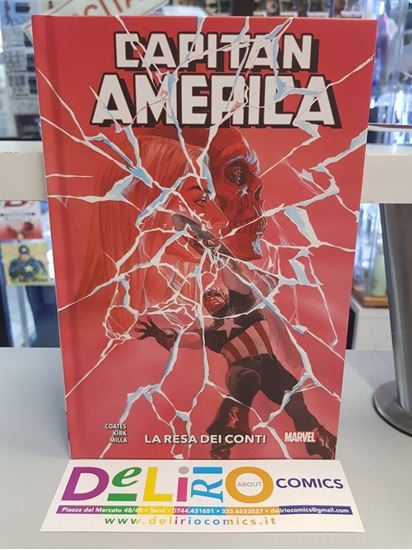 CAPITAN
AMERICA
COATES
KIRK
MILLA
LA RESA DEI CONTI
MARVEL
DeLiRiO ABOUT COMICS
Piazza del Mercato 48/49 • Terni • 0744.431651 • 335.6533527 • deliriocomics@gmail.com
www.deliriocomics.it